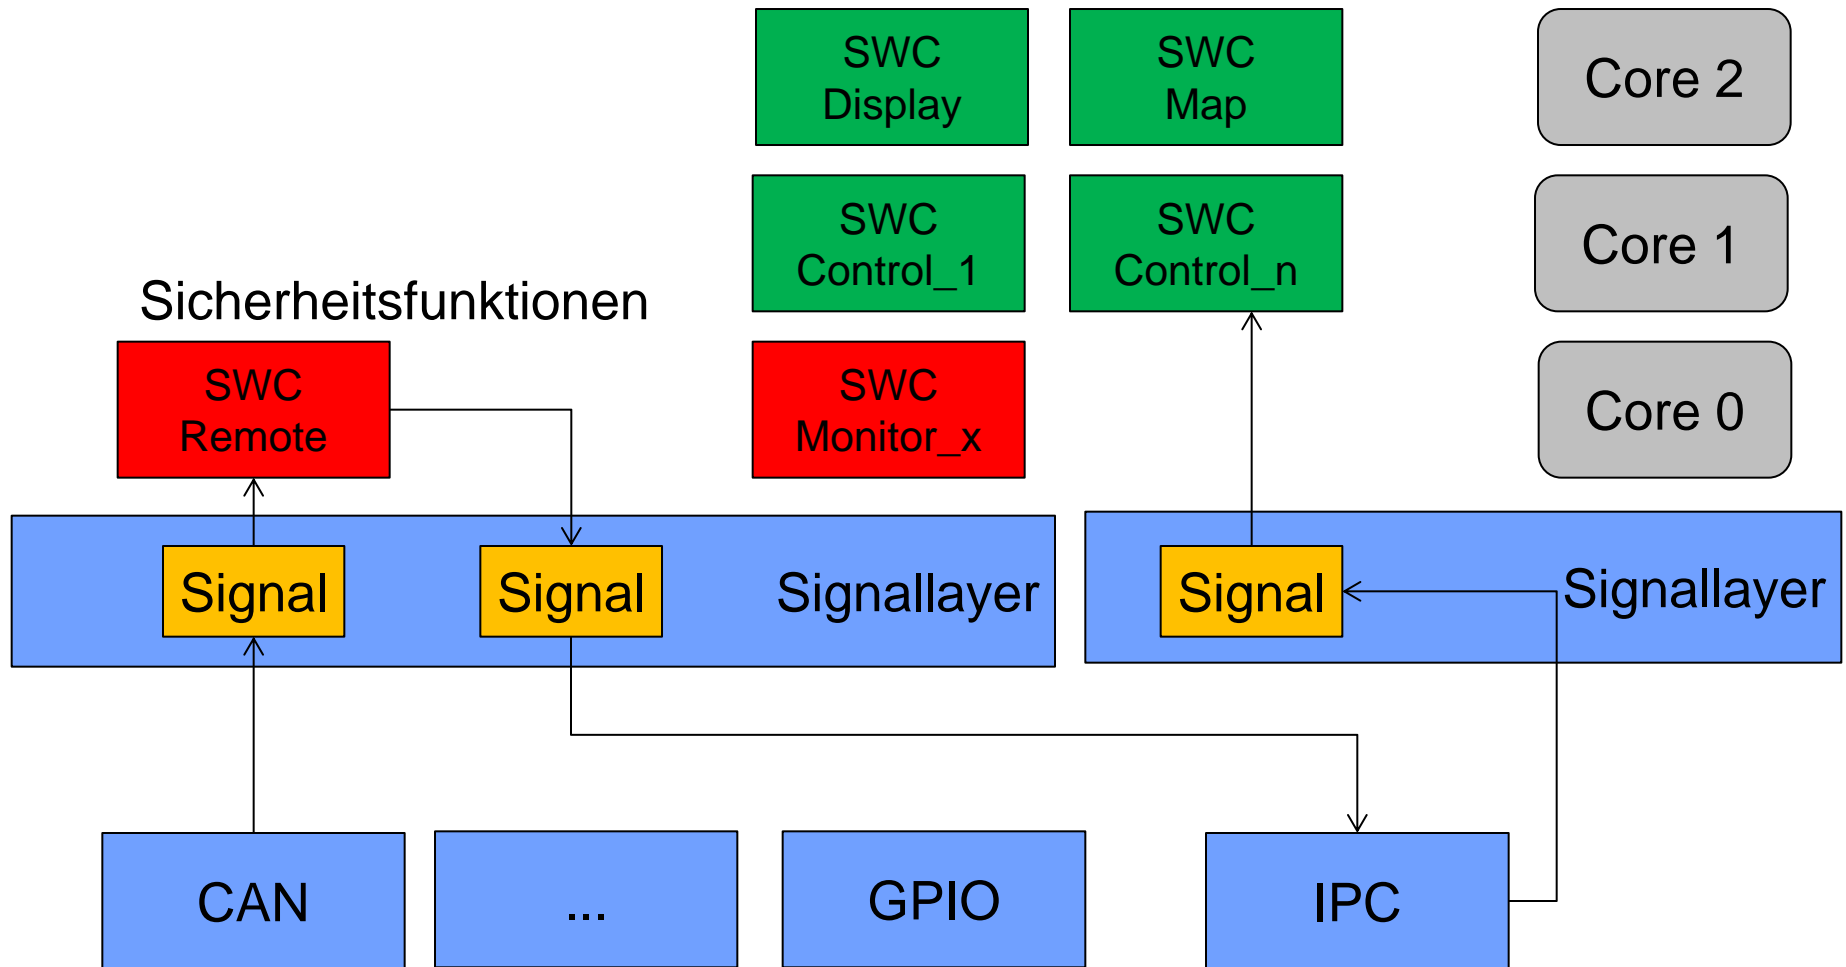 SWC
Display
SWC
Map
Core 2
SWC
Control_1
SWC
Control_n
Core 1
Sicherheitsfunktionen
SWC
Remote
SWC
Monitor_x
Core 0
Signal
Signal
Signallayer
Signal
Signallayer
CAN
...
GPIO
IPC